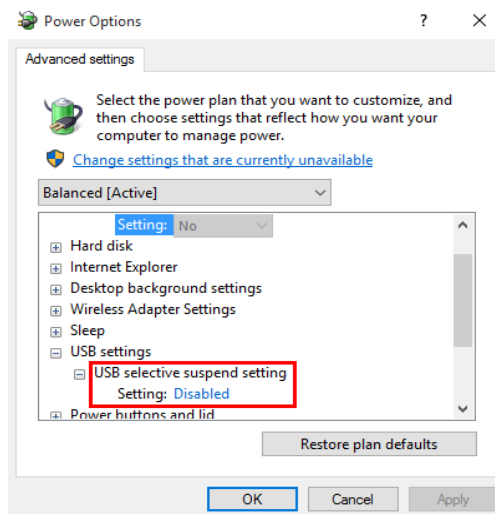 Power Options
?
Advanced settings
Select the power plan that you want to customize, and
then choose settings that reflect how you want your
computer to manage power.
Change settings that are currently unavailable
Balanced [Active]
Setting: No
Hard disk
Internet Explorer
Desktop background settings
Wireless Adapter Settings
Sleep
USB settings
USB selective suspend setting
Setting: Disabled
Power buttons and lid
Restore plan defaults
OK Cancel Apply